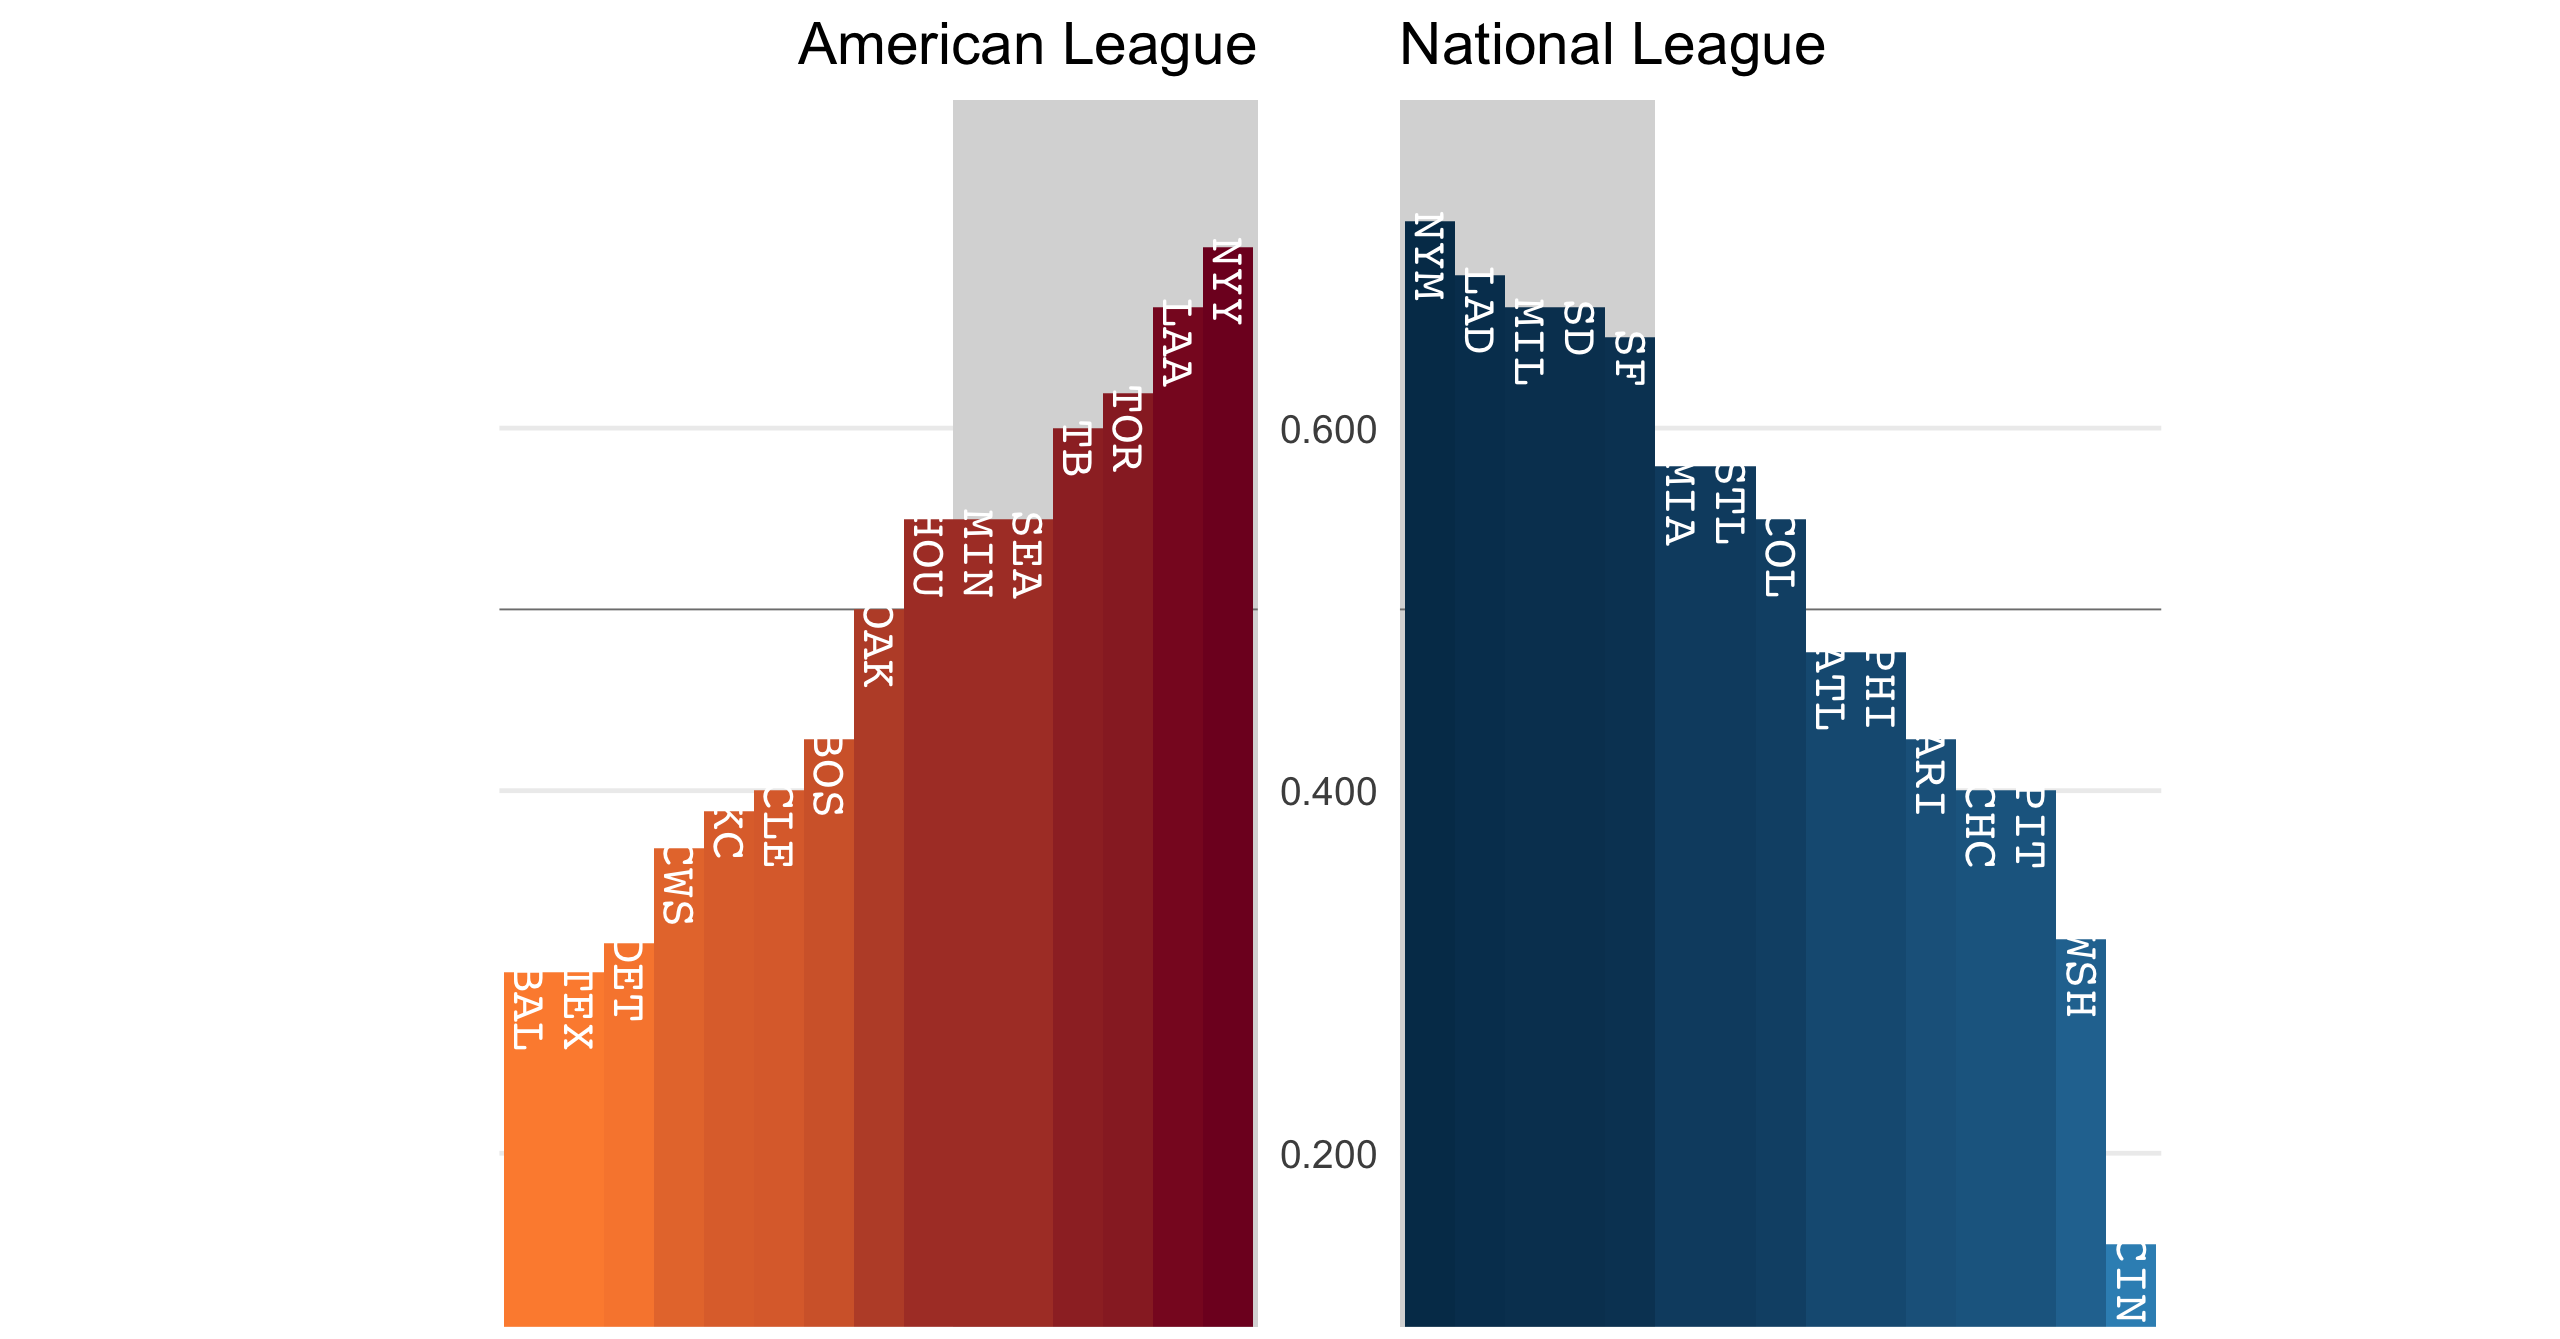 American League
National League
0.600
0.400
0.200
BAL
TEX
DET
CWS
KC
CLE
BOS
OAK
HOU
MIN
SEA
TB
TOR
LAA
NYY
NYM
LAD
MIL
SD
SF
MIA
STL
COL
ATL
PHI
ARI
CHC
PIT
WSH
CIN